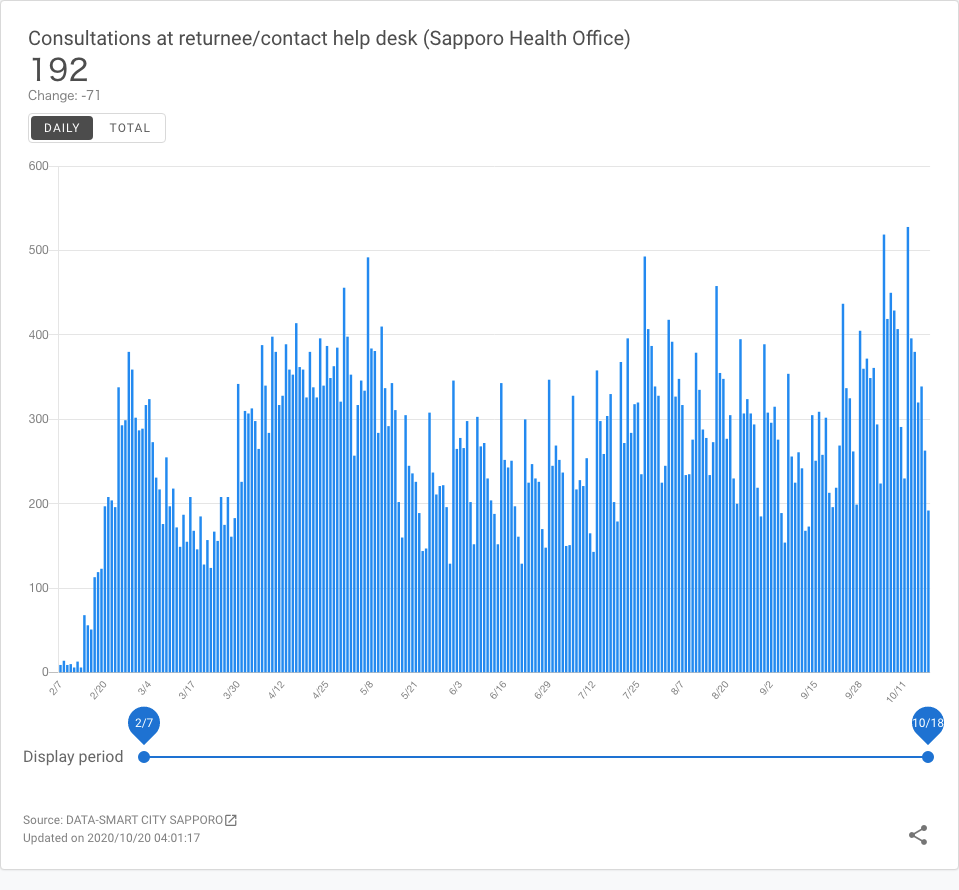 Consultations at returnee/contact help desk (Sapporo Health Office)
192
Change: -71
DAILY TOTAL
600
500
400
300
200
100
0
2/7 2/20 3/4 3/17 3/30 4/12 4/25 5/8 5/21 6/3 6/16 6/29 7/12 7/25 8/7 8/20 9/2 9/15 9/28 10/11
2/7 10/18
Display period
Source: DATA-SMART CITY SAPPORO
Updated on 2020/10/20 04:01:17